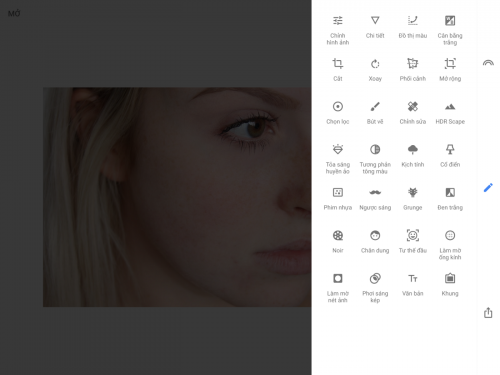 MỞ
Chỉnh hình ảnh
Chi tiết
Đồ thị màu
Cân bằng trắng
Cắt
Xoay
Phối cảnh
Mở rộng
Chọn lọc
Bút vẽ
Chỉnh sửa
HDR Scape
Tỏa sáng huyền ảo
Tương phản tông màu
Kịch tính
Cổ điển
Phim nhựa
Ngược sáng
Grunge
Đen trắng
Noir
Chân dung
Tư thế đầu
Làm mờ ống kính
Làm mờ nét ảnh
Phơi sáng kép
Văn bản
Khung